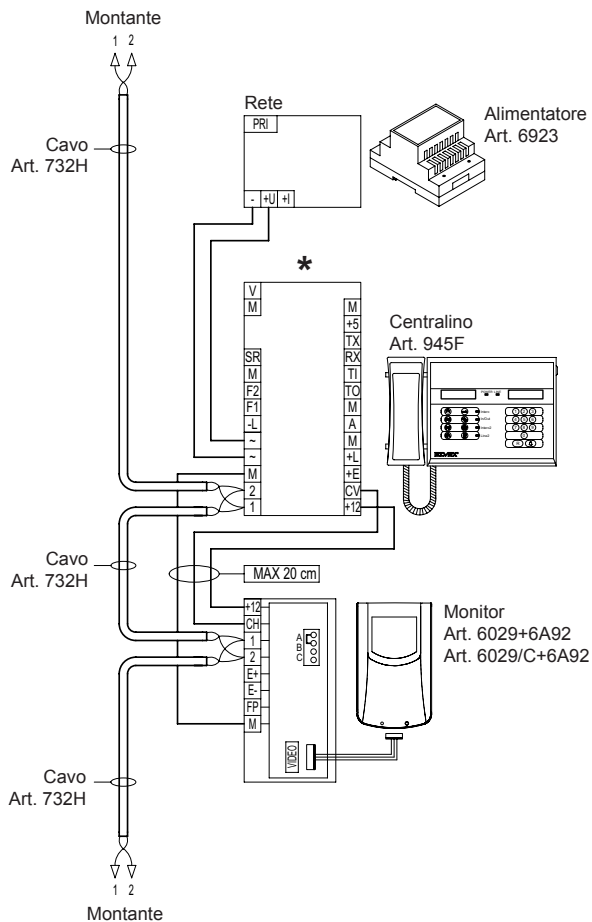 Montante
1 2
Cavo
Art. 732H
Rete
PRI
- +U +I
Alimentatore
Art. 6923
*
V
M
SR
M
F2
F1
-L
~
~
M
2
1
M
+5
TX
RX
TI
TO
M
A
M
+L
+E
CV
+12
Centralino
Art. 945F
Cavo
Art. 732H
MAX 20 cm
+12
CH
1
2
E+
E-
FP
M
A
B
C
VIDEO
Monitor
Art. 6029+6A92
Art. 6029/C+6A92
Cavo
Art. 732H
1 2
Montante